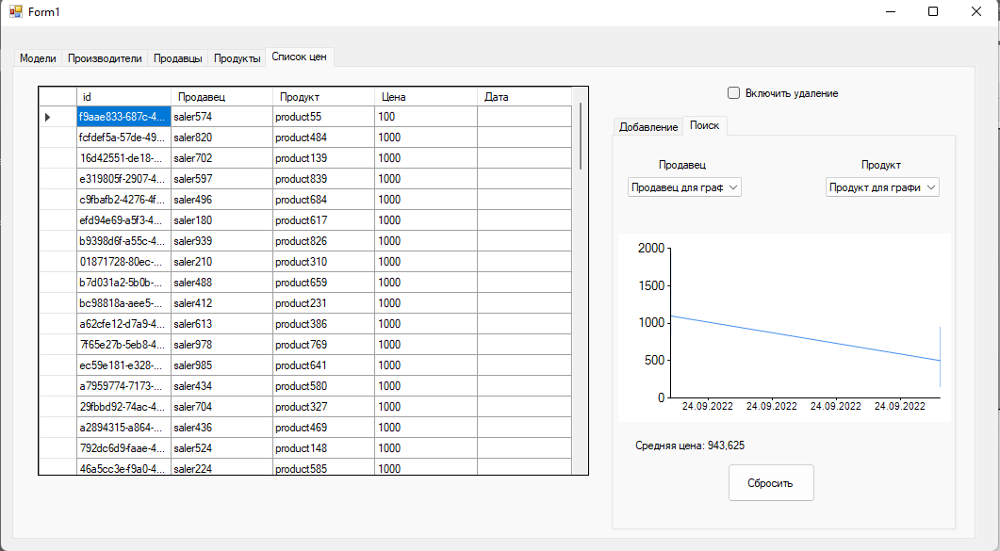 Form1
Модели Производители Продавцы Продукты Список цен
id Продавец Продукт Цена Дата
f9aae833-687c-4... saler574 product55 100
fcfdef5a-57de-49... saler820 product484 1000
16d42551-de18-... saler702 product139 1000
e319805f-2907-4... saler597 product839 1000
c9fbafb2-4276-4f... saler496 product684 1000
efd94e69-a5f3-4... saler180 product617 1000
b9398d6f-a55c-4... saler939 product826 1000
01871728-80ec-... saler210 product310 1000
b7d031a2-5b0b-... saler488 product659 1000
bc98818a-aee5-... saler412 product231 1000
a62cfe12-d7a9-4... saler613 product386 1000
7f65e27b-5eb8-4... saler978 product769 1000
ec59e181-e328-... saler985 product641 1000
a7959774-7173-... saler434 product580 1000
29fbbd92-74ac-4... saler704 product327 1000
a2894315-a864-... saler436 product469 1000
792dc6d9-faae-4... saler524 product148 1000
46a5cc3e-f9a0-4... saler224 product585 1000
Включить удаление
Добавление Поиск
Продавец Продукт
Продавец для граф Продукт для графи
2000
1500
1000
500
0
24.09.2022 24.09.2022 24.09.2022 24.09.2022
Средняя цена: 943,625
Сбросить